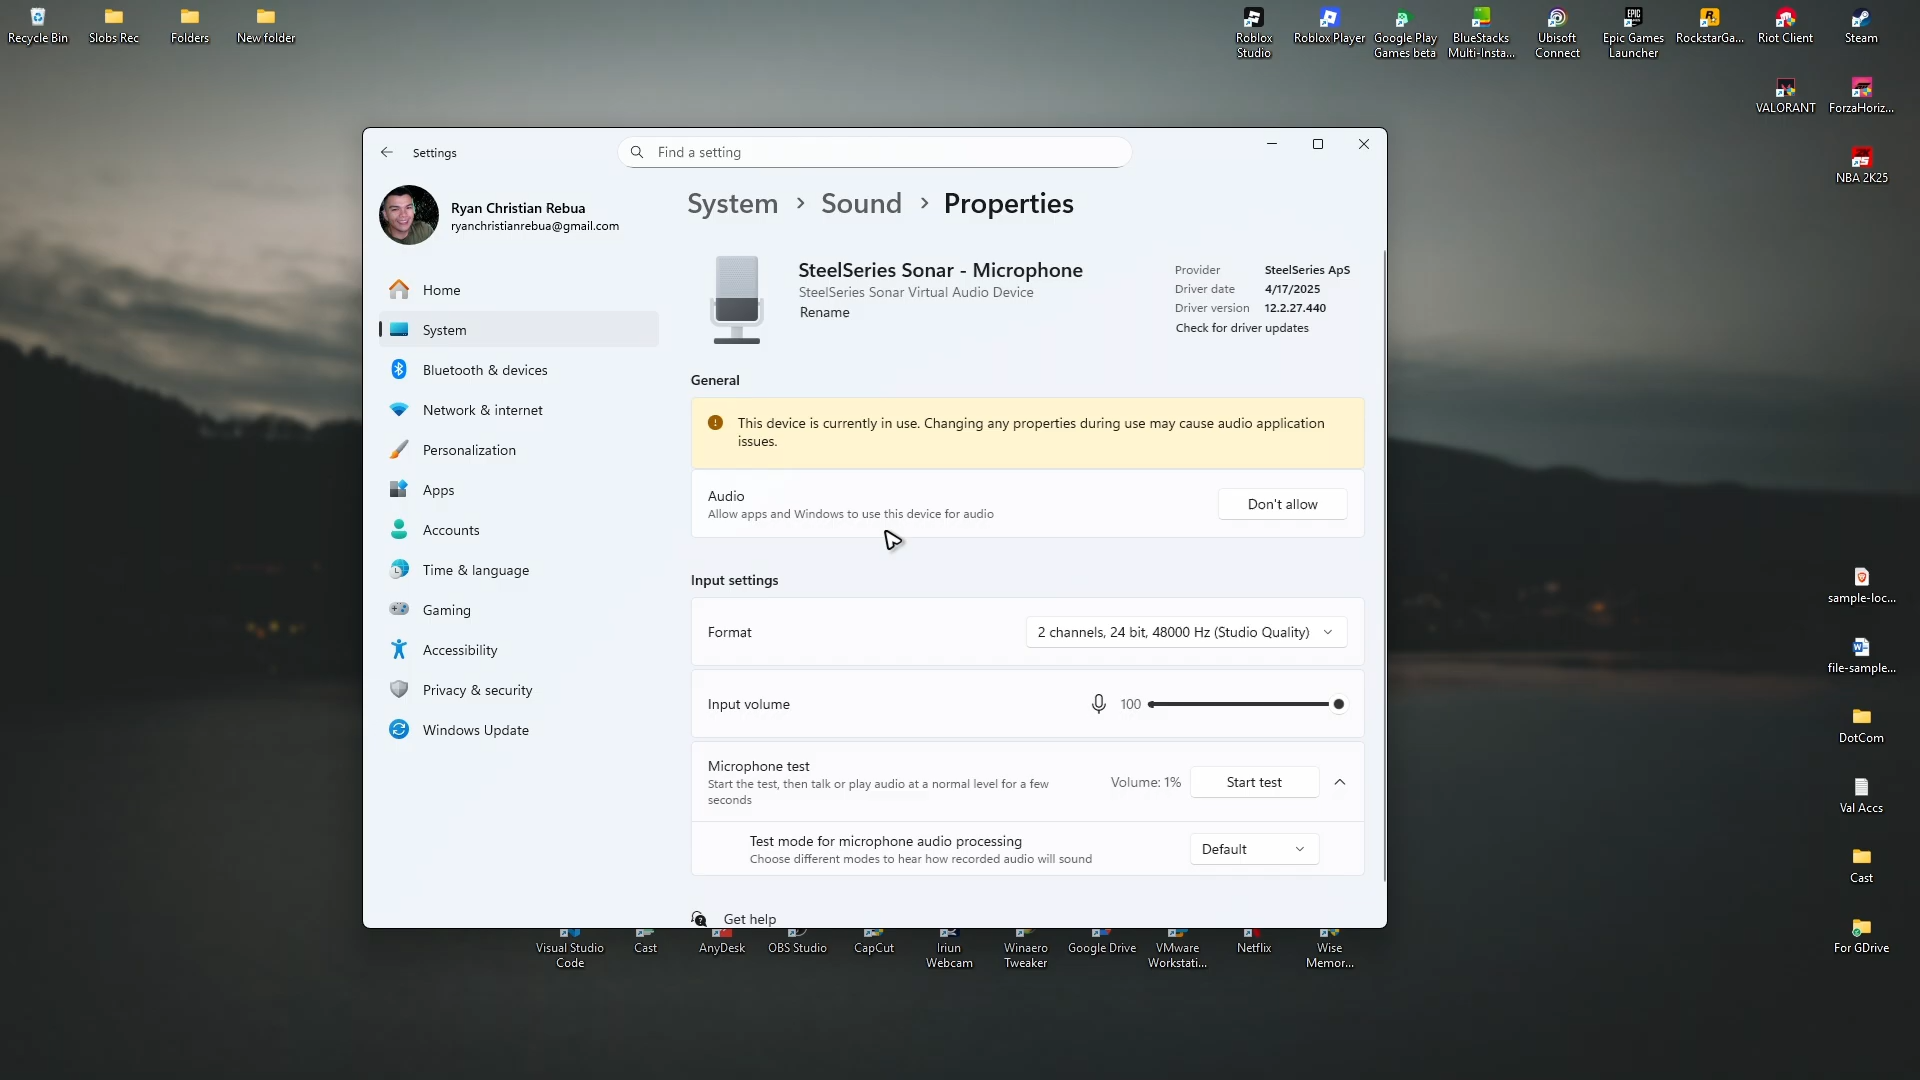 Recycle Bin
Slobs Rec
Folders
New folder
Roblox
Studio
Roblox Player
Google Play
Games beta
BlueStacks
Multi-Insta...
Ubisoft
Connect
Epic Games
Launcher
RockstarGa...
Riot Client
Steam
VALORANT
ForzaHoriz...
NBA 2K25
Settings
Find a setting
Ryan Christian Rebua
ryanchristianrebua@gmail.com
Home
System
Bluetooth & devices
Network & internet
Personalization
Apps
Accounts
Time & language
Gaming
Accessibility
Privacy & security
Windows Update
System > Sound > Properties
SteelSeries Sonar - Microphone
SteelSeries Sonar Virtual Audio Device
Rename
Provider SteelSeries ApS
Driver date 4/17/2025
Driver version 12.2.27.440
Check for driver updates
General
This device is currently in use. Changing any properties during use may cause audio application
issues.
Audio
Allow apps and Windows to use this device for audio
Don't allow
Input settings
Format
2 channels, 24 bit, 48000 Hz (Studio Quality)
Input volume
100
Microphone test
Start the test, then talk or play audio at a normal level for a few
seconds
Volume: 1%
Start test
Test mode for microphone audio processing
Choose different modes to hear how recorded audio will sound
Default
Get help
sample-loc...
file-sample...
DotCom
Val Accs
Cast
For GDrive
Visual Studio
Code
Cast
AnyDesk
OBS Studio
CapCut
Iriun
Webcam
Winaero
Tweaker
Google Drive
VMware
Workstati...
Netflix
Wise
Memor...